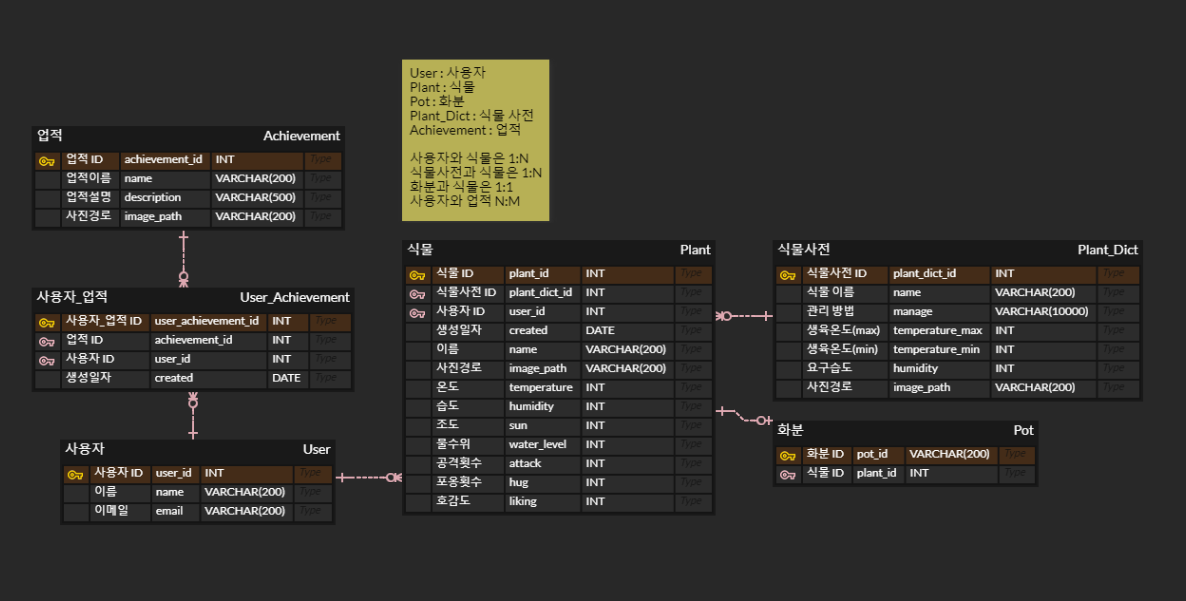 User : 사용자
Plant : 식물
Pot : 화분
Plant_Dict : 식물 사전
Achievement : 업적
사용자와 식물은 1:N
식물사전과 식물은 1:N
화분과 식물은 1:1
사용자와 업적 N:M
업적 Achievement
업적 ID achievement_id INT Type
업적이름 name VARCHAR(200) Type
업적설명 description VARCHAR(500) Type
사진경로 image_path VARCHAR(200) Type
사용자_업적 User_Achievement
사용자_업적 ID user_achievement_id INT Type
업적 ID achievement_id INT Type
사용자 ID user_id INT Type
생성일자 created DATE Type
사용자 User
사용자 ID user_id INT Type
이름 name VARCHAR(200) Type
이메일 email VARCHAR(200) Type
식물 Plant
식물 ID plant_id INT Type
식물사전 ID plant_dict_id INT Type
사용자 ID user_id INT Type
생성일자 created DATE Type
이름 name VARCHAR(200) Type
사진경로 image_path VARCHAR(200) Type
온도 temperature INT Type
습도 humidity INT Type
조도 sun INT Type
물수위 water_level INT Type
공격횟수 attack INT Type
포옹횟수 hug INT Type
호감도 liking INT Type
식물사전 Plant_Dict
식물사전 ID plant_dict_id INT Type
식물 이름 name VARCHAR(200) Type
관리 방법 manage VARCHAR(10000) Type
생육온도(max) temperature_max INT Type
생육온도(min) temperature_min INT Type
요구습도 humidity INT Type
사진경로 image_path VARCHAR(200) Type
화분 Pot
화분 ID pot_id VARCHAR(200) Type
식물 ID plant_id INT Type